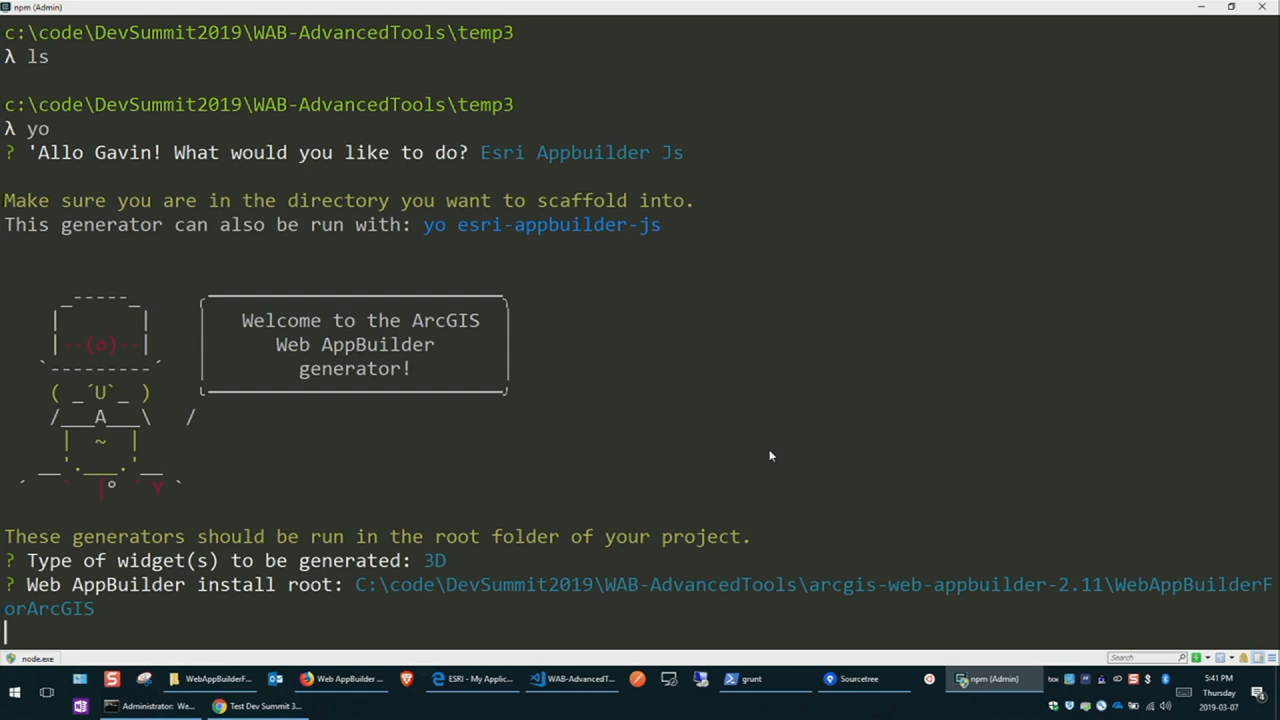 npm (Admin)
c:\code\DevSummit2019\WAB-AdvancedTools\temp3
λ ls
c:\code\DevSummit2019\WAB-AdvancedTools\temp3
λ yo
? 'Allo Gavin! What would you like to do? Esri Appbuilder Js
Make sure you are in the directory you want to scaffold into.
This generator can also be run with: yo esri-appbuilder-js
Welcome to the ArcGIS
Web AppBuilder
generator!
These generators should be run in the root folder of your project.
? Type of widget(s) to be generated: 3D
? Web AppBuilder install root: C:\code\DevSummit2019\WAB-AdvancedTools\arcgis-web-appbuilder-2.11\WebAppBuilderF
orArcGIS
node.exe
Search
WebAppBuilderF...
Web AppBuilder ...
ESRI - My Applic...
WAB-AdvancedT...
grunt
Sourcetree
npm (Admin)
5:41 PM
Thursday
2019-03-07
Administrator: We...
Test Dev Summit 3...